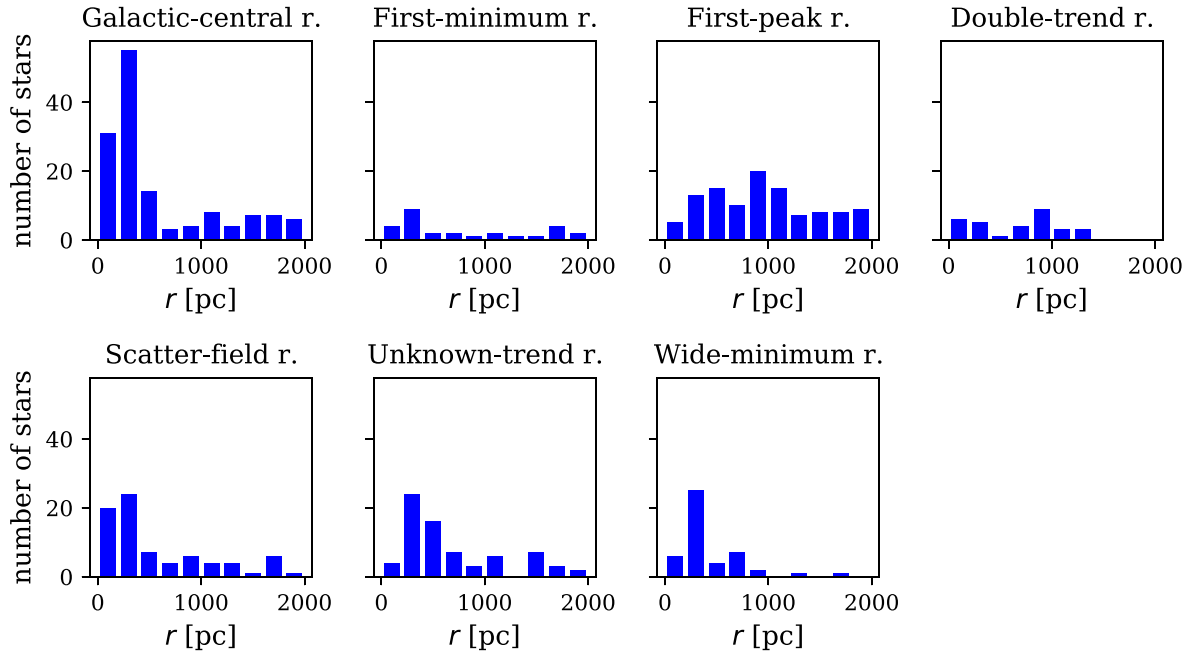 Galactic-central r.
First-minimum r.
First-peak r.
Double-trend r.
number of stars
40
20
0
0 1000 2000
r [pc]
0 1000 2000
r [pc]
0 1000 2000
r [pc]
0 1000 2000
r [pc]
Scatter-field r.
Unknown-trend r.
Wide-minimum r.
number of stars
40
20
0
0 1000 2000
r [pc]
0 1000 2000
r [pc]
0 1000 2000
r [pc]